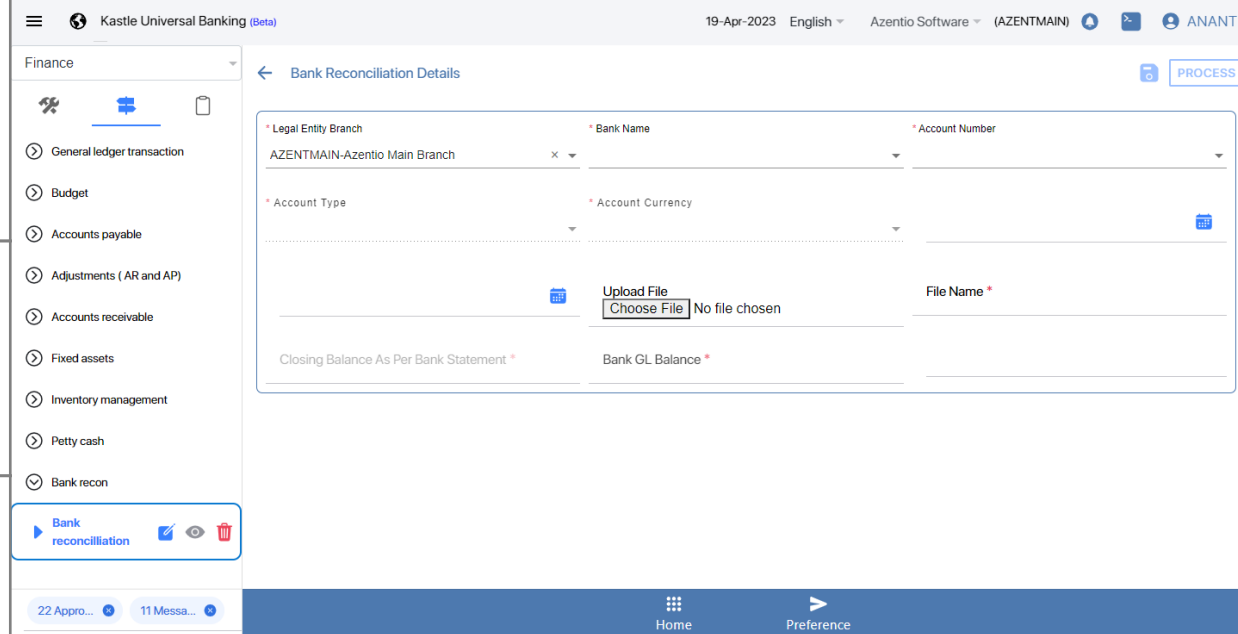 Kastle Universal Banking (Beta)
19-Apr-2023 English Azentio Software (AZENTMAIN) ANANT
Finance
Bank Reconciliation Details
PROCESS
General ledger transaction
Budget
Accounts payable
Adjustments ( AR and AP)
Accounts receivable
Fixed assets
Inventory management
Petty cash
Bank recon
Bank
reconcilliation
22 Appro...
11 Messa...
* Legal Entity Branch
AZENTMAIN-Azentio Main Branch
* Bank Name
* Account Number
* Account Type
* Account Currency
Upload File
Choose File No file chosen
File Name *
Closing Balance As Per Bank Statement *
Bank GL Balance *
Home
Preference